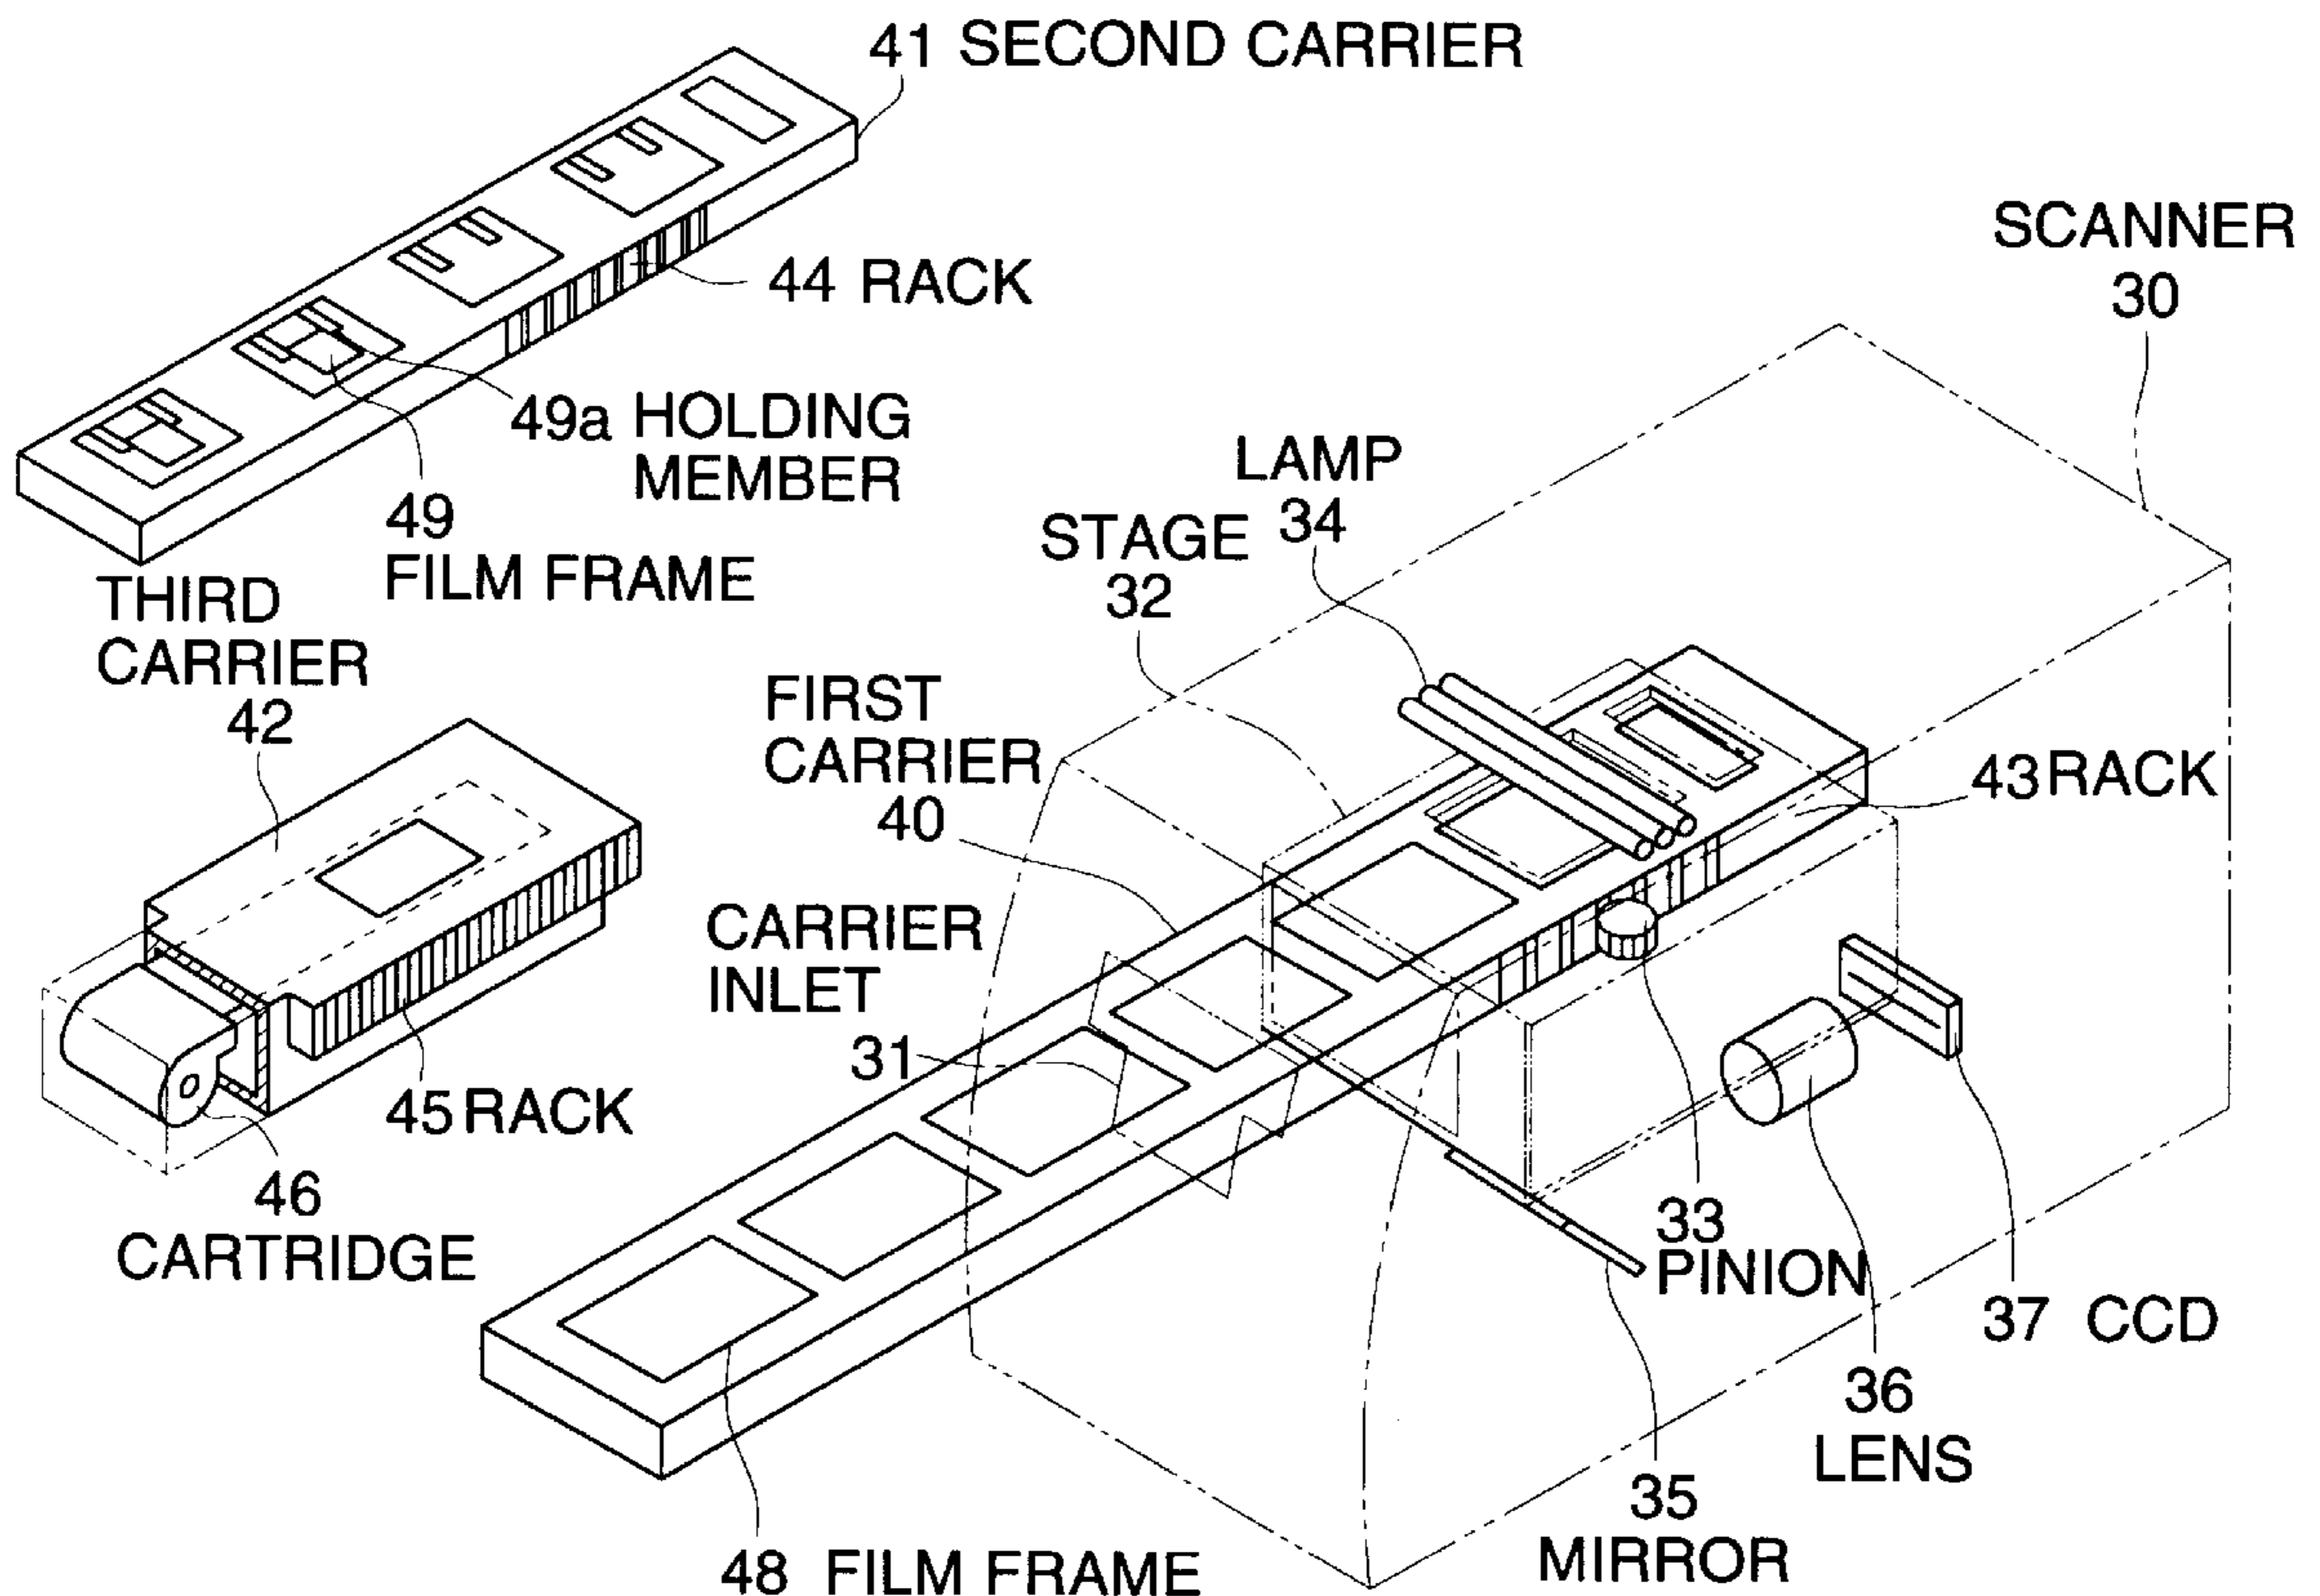 41 SECOND CARRIER
SCANNER
30
44 RACK
49a HOLDING
MEMBER
49
FILM FRAME
LAMP
34
STAGE
32
THIRD
CARRIER
42
FIRST
CARRIER
40
43 RACK
CARRIER
INLET
31
45 RACK
46
CARTRIDGE
33
PINION
37 CCD
36
LENS
35
MIRROR
48 FILM FRAME